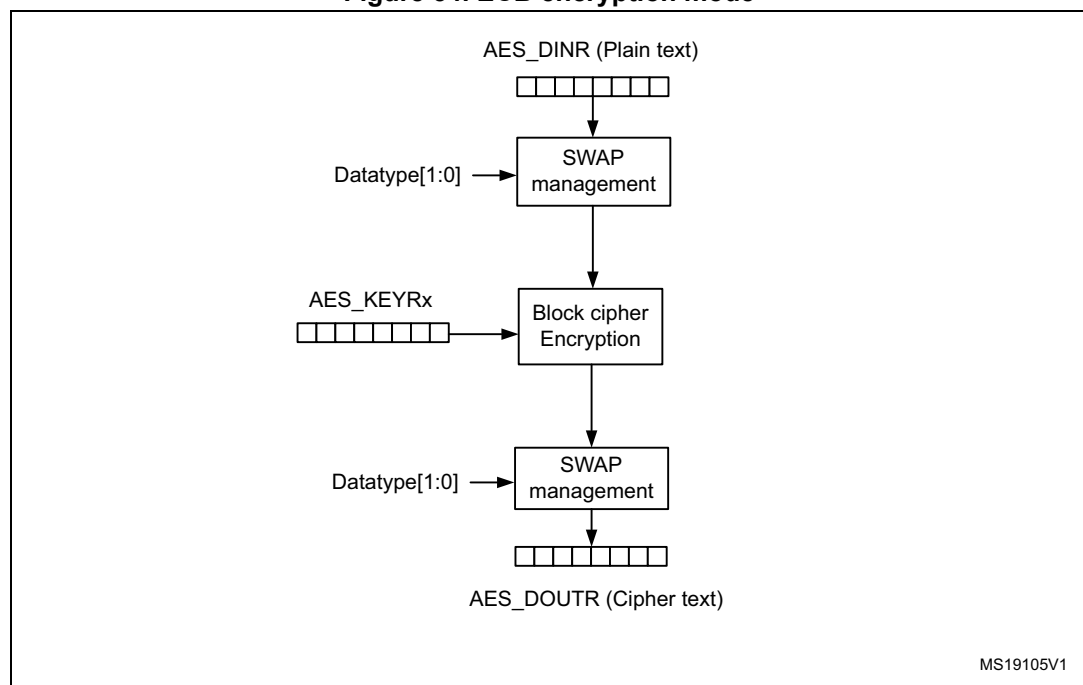 AES_DINR (Plain text)
SWAP
management
Datatype[1:0]
AES_KEYRx
Block cipher
Encryption
SWAP
management
Datatype[1:0]
AES_DOUTR (Cipher text)
MS19105V1